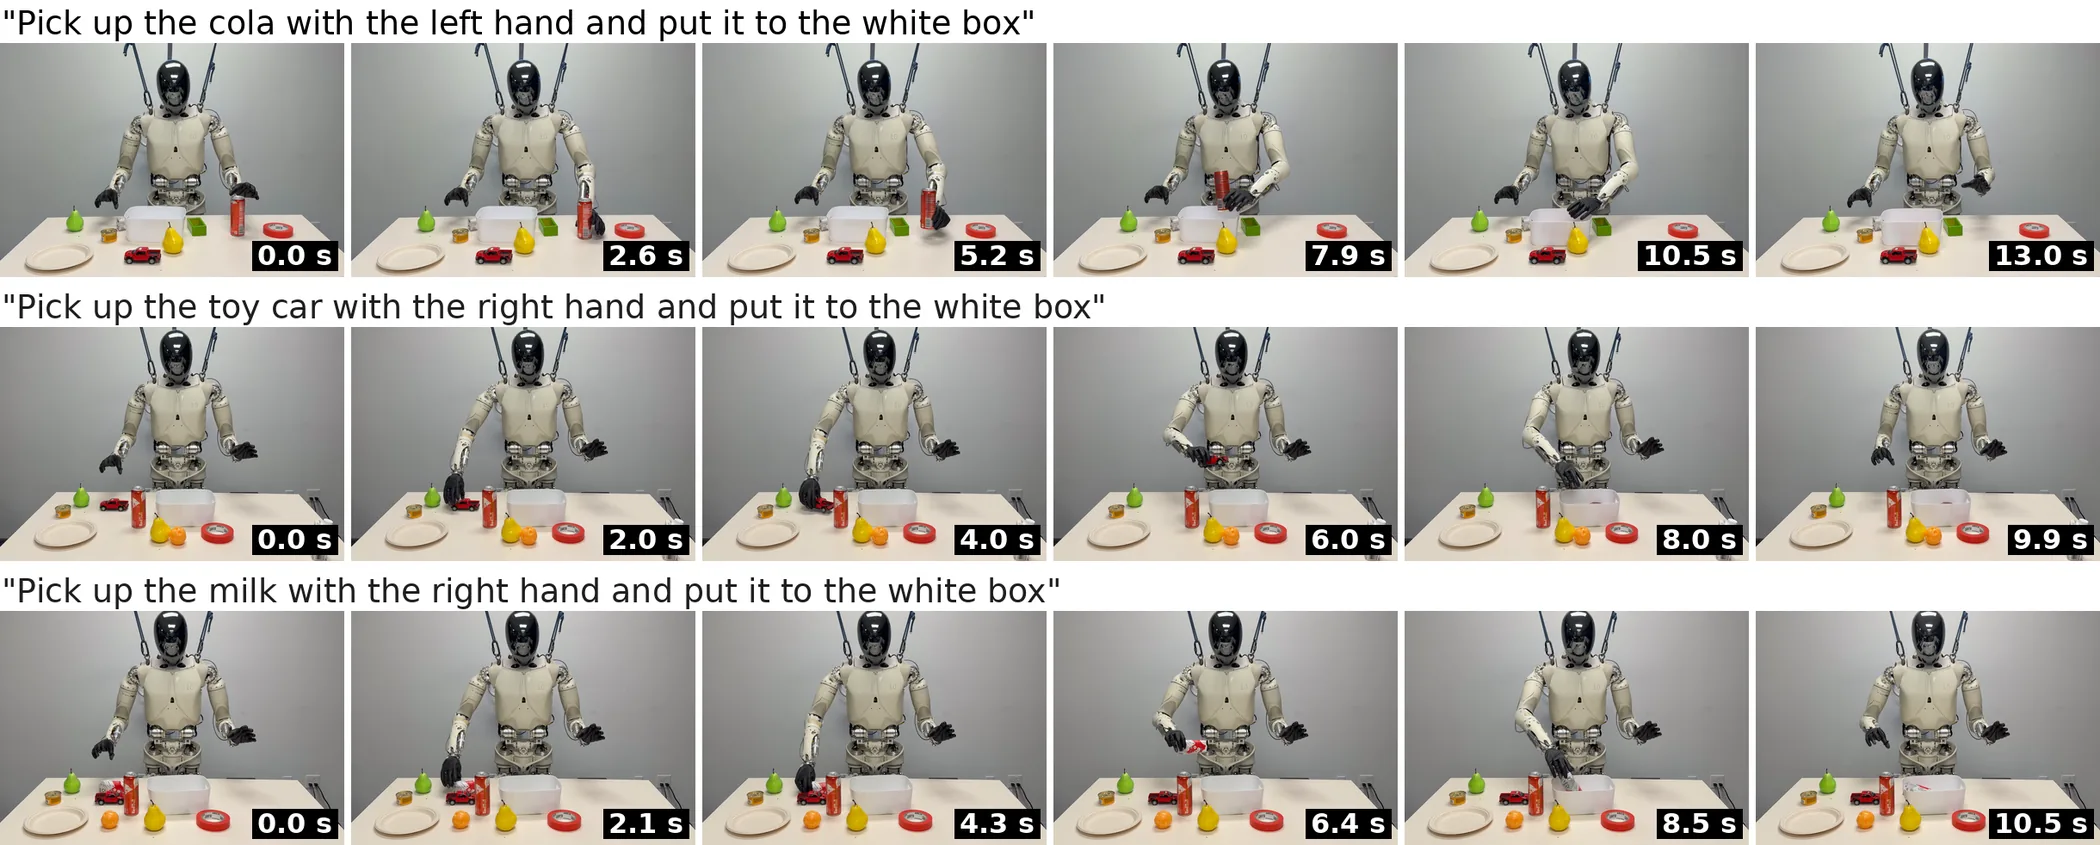 "Pick up the cola with the left hand and put it to the white box"
0.0 s 2.6 s 5.2 s 7.9 s 10.5 s 13.0 s
"Pick up the toy car with the right hand and put it to the white box"
0.0 s 2.0 s 4.0 s 6.0 s 8.0 s 9.9 s
"Pick up the milk with the right hand and put it to the white box"
0.0 s 2.1 s 4.3 s 6.4 s 8.5 s 10.5 s